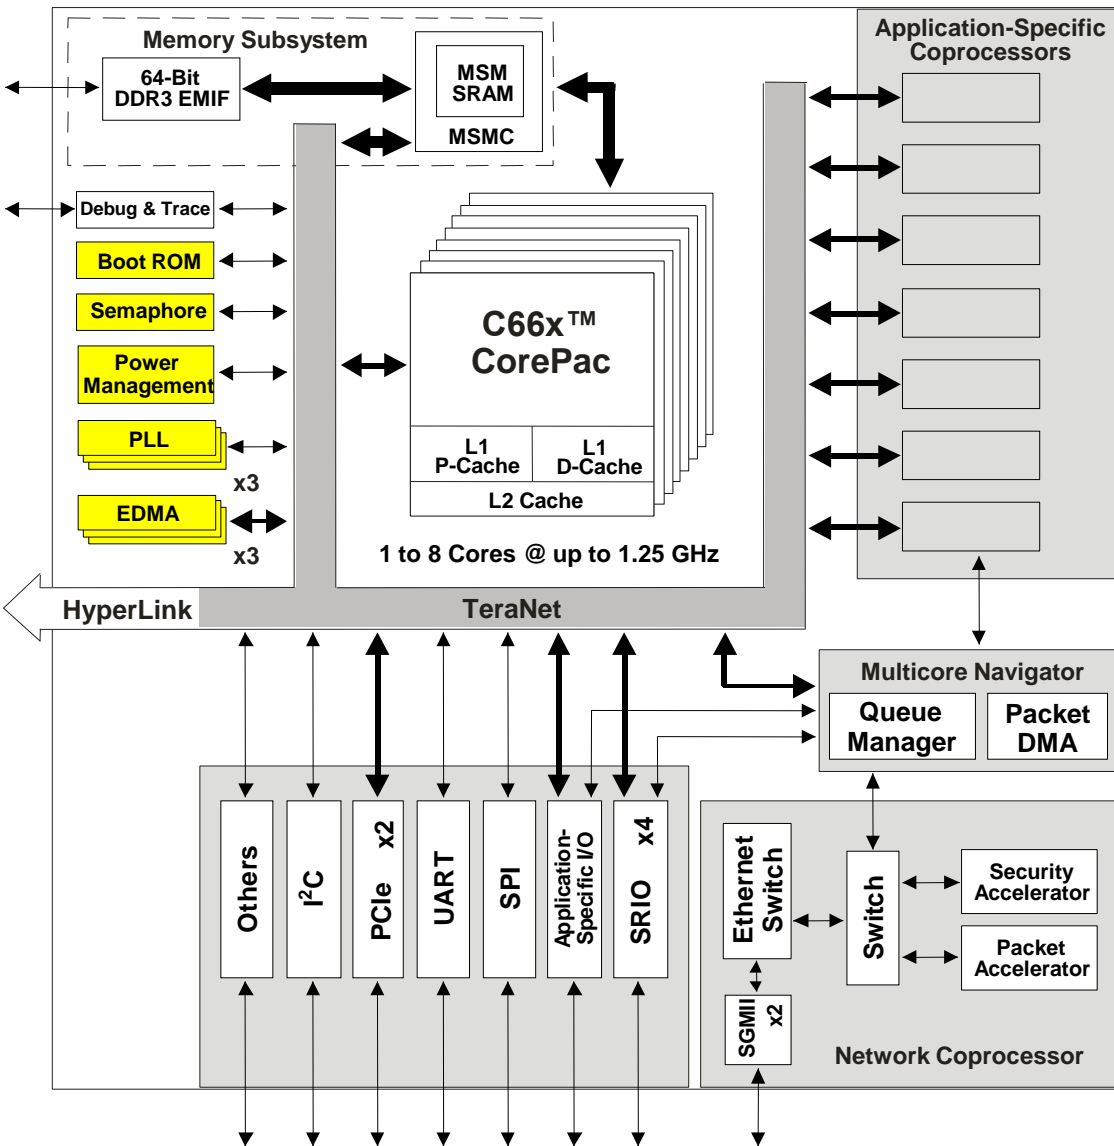 Memory Subsystem
64-Bit
DDR3 EMIF
MSM
SRAM
MSMC
Application-Specific
Coprocessors
Debug & Trace
Boot ROM
Semaphore
Power
Management
PLL
x3
EDMA
x3
C66x™
CorePac
L1
P-Cache
L1
D-Cache
L2 Cache
1 to 8 Cores @ up to 1.25 GHz
HyperLink
TeraNet
Multicore Navigator
Queue
Manager
Packet
DMA
Others
I²C
PCIe x2
UART
SPI
Application-
Specific I/O
SRIO x4
Ethernet
Switch
Switch
Security
Accelerator
Packet
Accelerator
SGMII x2
Network Coprocessor